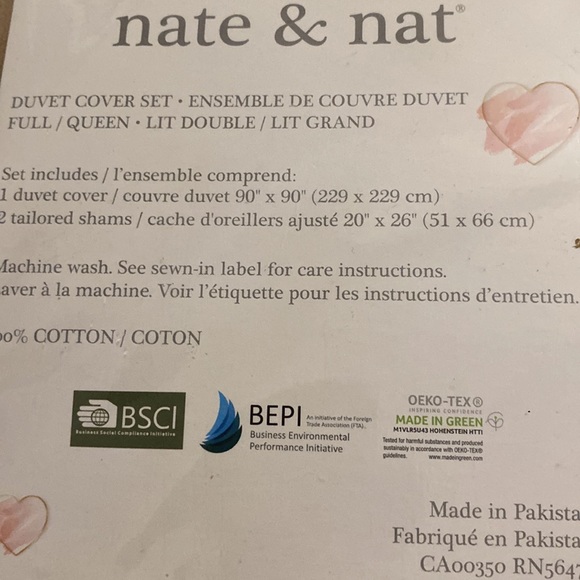 nate & nat®
DUVET COVER SET • ENSEMBLE DE COUVRE DUVET
FULL / QUEEN • LIT DOUBLE / LIT GRAND
Set includes / l'ensemble comprend:
1 duvet cover / couvre duvet 90" x 90" (229 x 229 cm)
2 tailored shams / cache d'oreillers ajusté 20" x 26" (51 x 66 cm)
Machine wash. See sewn-in label for care instructions.
aver à la machine. Voir l'étiquette pour les instructions d'entretien.
00% COTTON / COTON
BSCI
Business Social Compliance Initiative
BEPI An initiative of the Foreign
Trade Association (FTA).
Business Environmental
Performance Initiative
OEKO-TEX®
INSPIRING CONFIDENCE
MADE IN GREEN
M1VLR5U43 HOHENSTEIN HTTI
Tested for harmful substances and produced
sustainably in accordance with OEKO-TEX®
guidelines. www.madeingreen.com
Made in Pakista
Fabriqué en Pakista
CA00350 RN5647